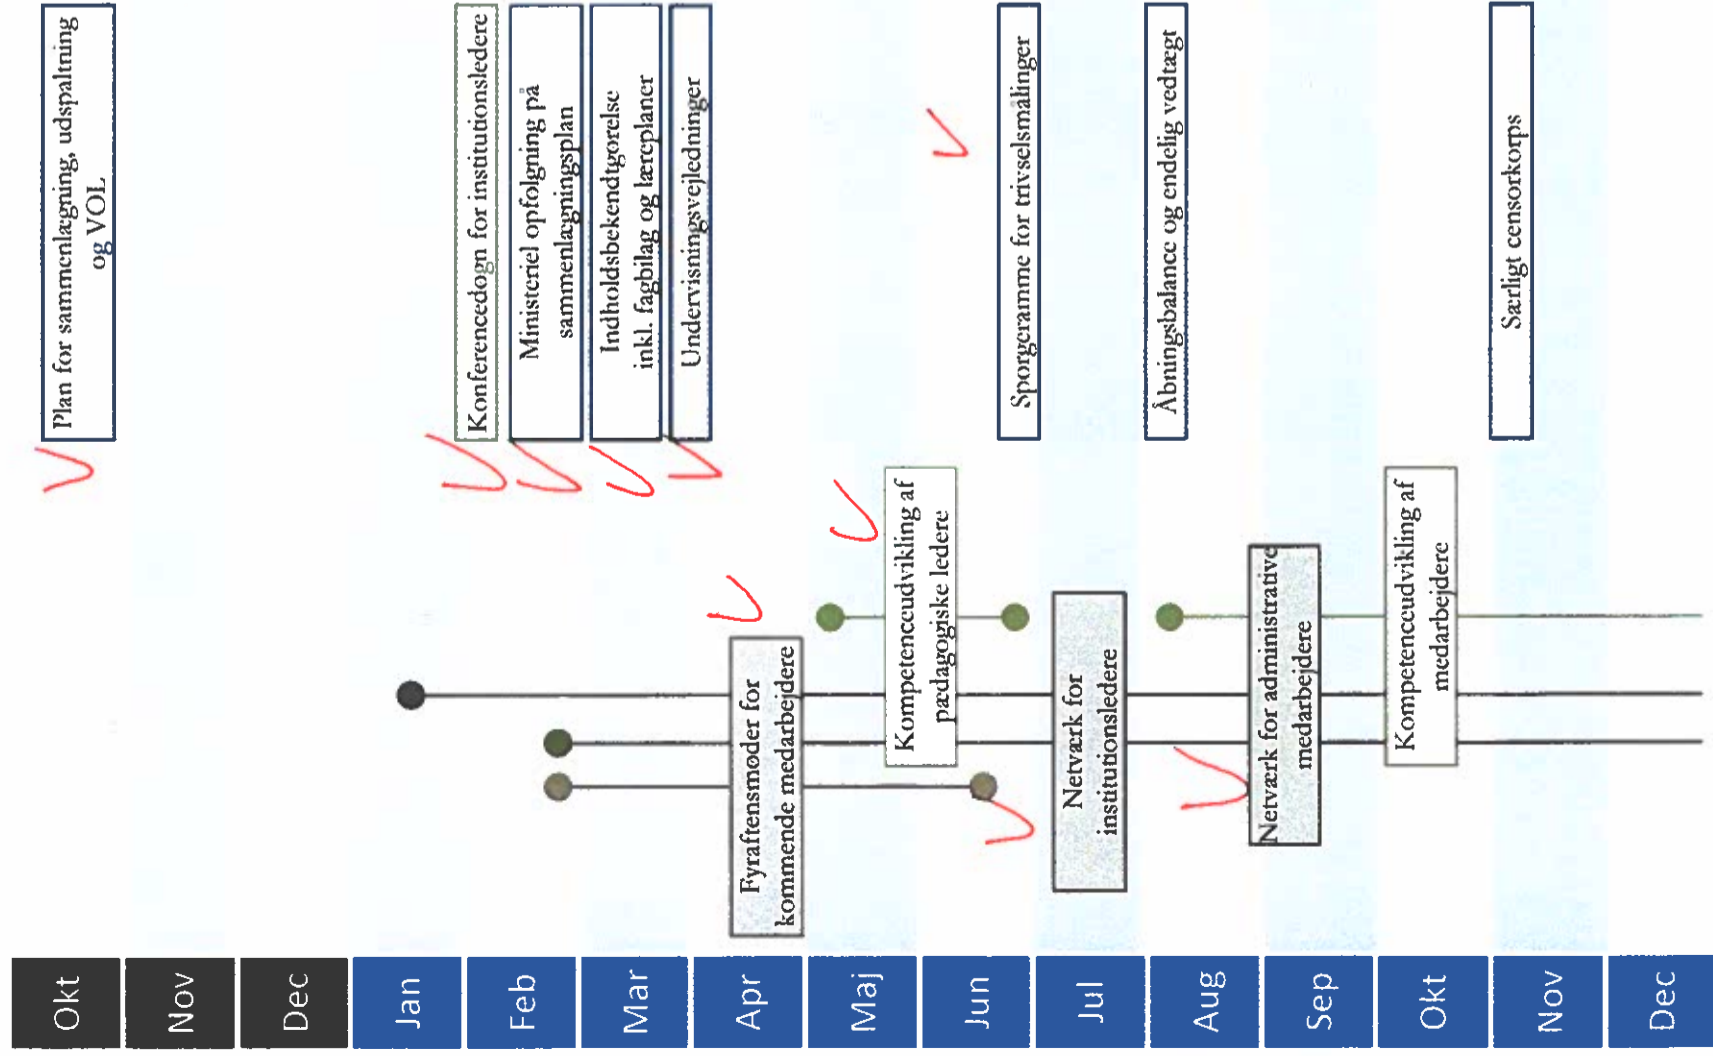 Okt
Nov
Dec
Jan
Feb
Mar
Apr
Maj
Jun
Jul
Aug
Sep
Okt
Nov
Dec
Plan for sammenlægning, udspaltning
og VOL
Konferencedøgn for institutionsledere
Ministeriel opfølgning på
sammenlægningsplan
Indholdsbekendtgørelse
inkl. fagbilag og læreplaner
Undervisningsvejledninger
Fyraftensmøder for
kommende medarbejdere
Kompetenceudvikling af
pædagogiske ledere
Spørgeramme for trivselsmålinger
Netværk for
institutionsledere
Åbningsbalance og endelig vedtægt
Netværk for administrative
medarbejdere
Kompetenceudvikling af
medarbejdere
Særligt censorkorps